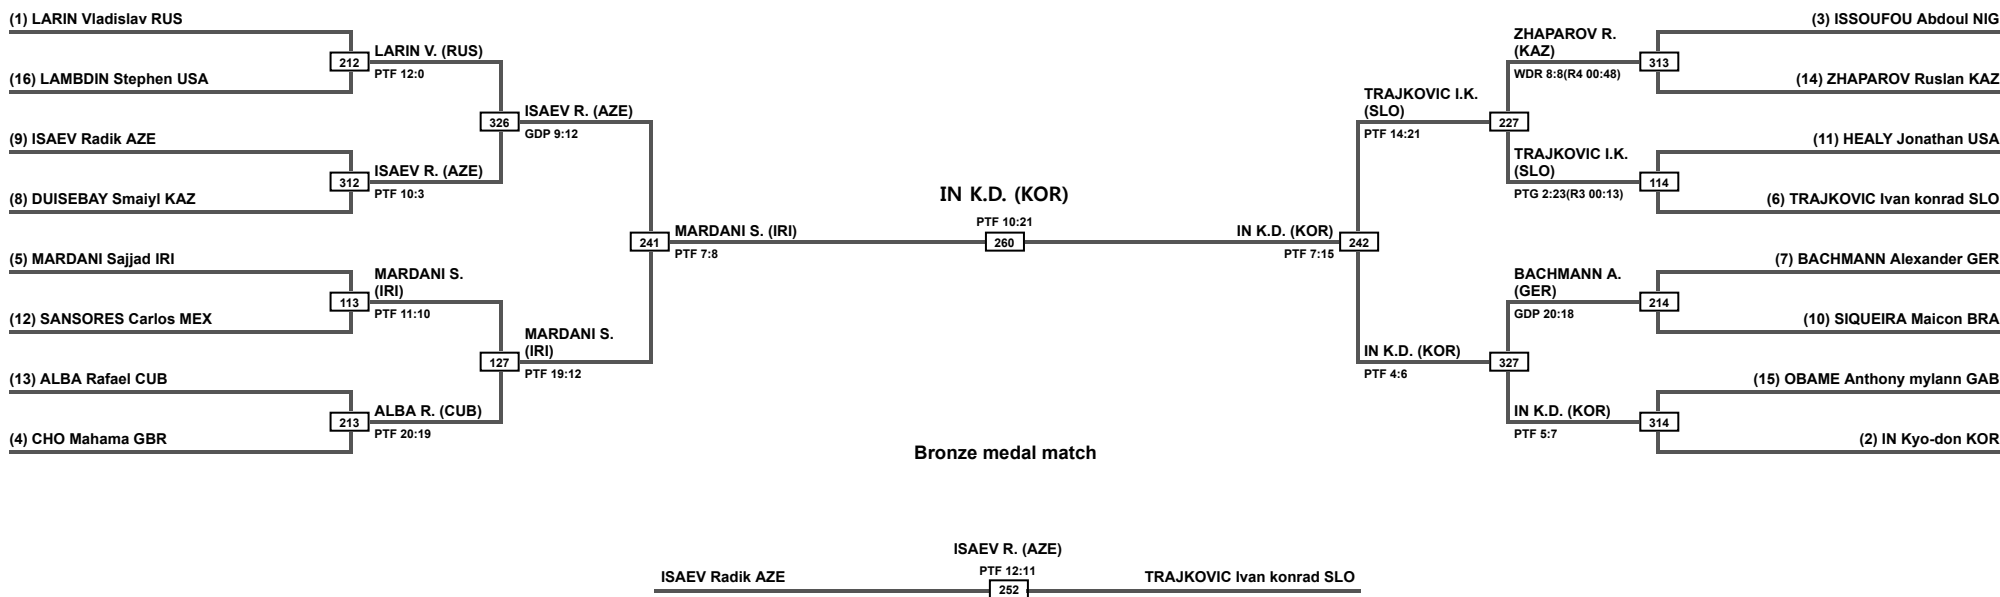 (1) LARIN Vladislav RUS
212
LARIN V. (RUS)
PTF 12:0
(16) LAMBDIN Stephen USA
326
ISAEV R. (AZE)
GDP 9:12
(9) ISAEV Radik AZE
312
ISAEV R. (AZE)
PTF 10:3
(8) DUISEBAY Smaiyl KAZ
241
MARDANI S. (IRI)
PTF 7:8
(5) MARDANI Sajjad IRI
113
MARDANI S.
(IRI)
PTF 11:10
(12) SANSORES Carlos MEX
127
MARDANI S.
(IRI)
PTF 19:12
(13) ALBA Rafael CUB
213
ALBA R. (CUB)
PTF 20:19
(4) CHO Mahama GBR
IN K.D. (KOR)
PTF 10:21
260
(3) ISSOUFOU Abdoul NIG
ZHAPAROV R.
(KAZ)
313
WDR 8:8(R4 00:48)
(14) ZHAPAROV Ruslan KAZ
TRAJKOVIC I.K.
(SLO)
227
PTF 14:21
(11) HEALY Jonathan USA
TRAJKOVIC I.K.
(SLO)
114
PTG 2:23(R3 00:13)
(6) TRAJKOVIC Ivan konrad SLO
IN K.D. (KOR)
242
PTF 7:15
(7) BACHMANN Alexander GER
BACHMANN A.
(GER)
214
GDP 20:18
(10) SIQUEIRA Maicon BRA
IN K.D. (KOR)
327
PTF 4:6
(15) OBAME Anthony mylann GAB
IN K.D. (KOR)
314
PTF 5:7
(2) IN Kyo-don KOR
Bronze medal match
ISAEV R. (AZE)
PTF 12:11
ISAEV Radik AZE
252
TRAJKOVIC Ivan konrad SLO